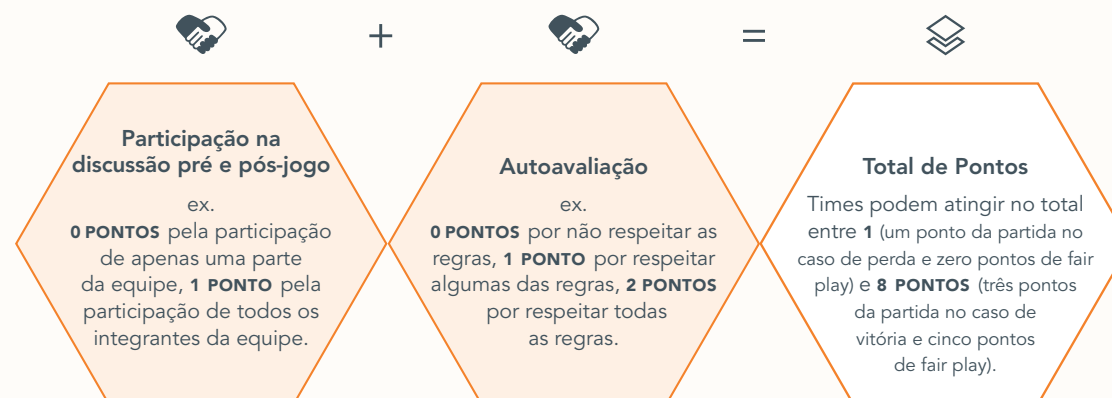 +
=
Participação na
discussão pré e pós-jogo
ex.
0 PONTOS pela participação
de apenas uma parte
da equipe, 1 PONTO pela
participação de todos os
integrantes da equipe.
Autoavaliação
ex.
0 PONTOS por não respeitar as
regras, 1 PONTO por respeitar
algumas das regras, 2 PONTOS
por respeitar todas
as regras.
Total de Pontos
Times podem atingir no total
entre 1 (um ponto da partida no
caso de perda e zero pontos de fair
play) e 8 PONTOS (três pontos
da partida no caso de
vitória e cinco pontos
de fair play).